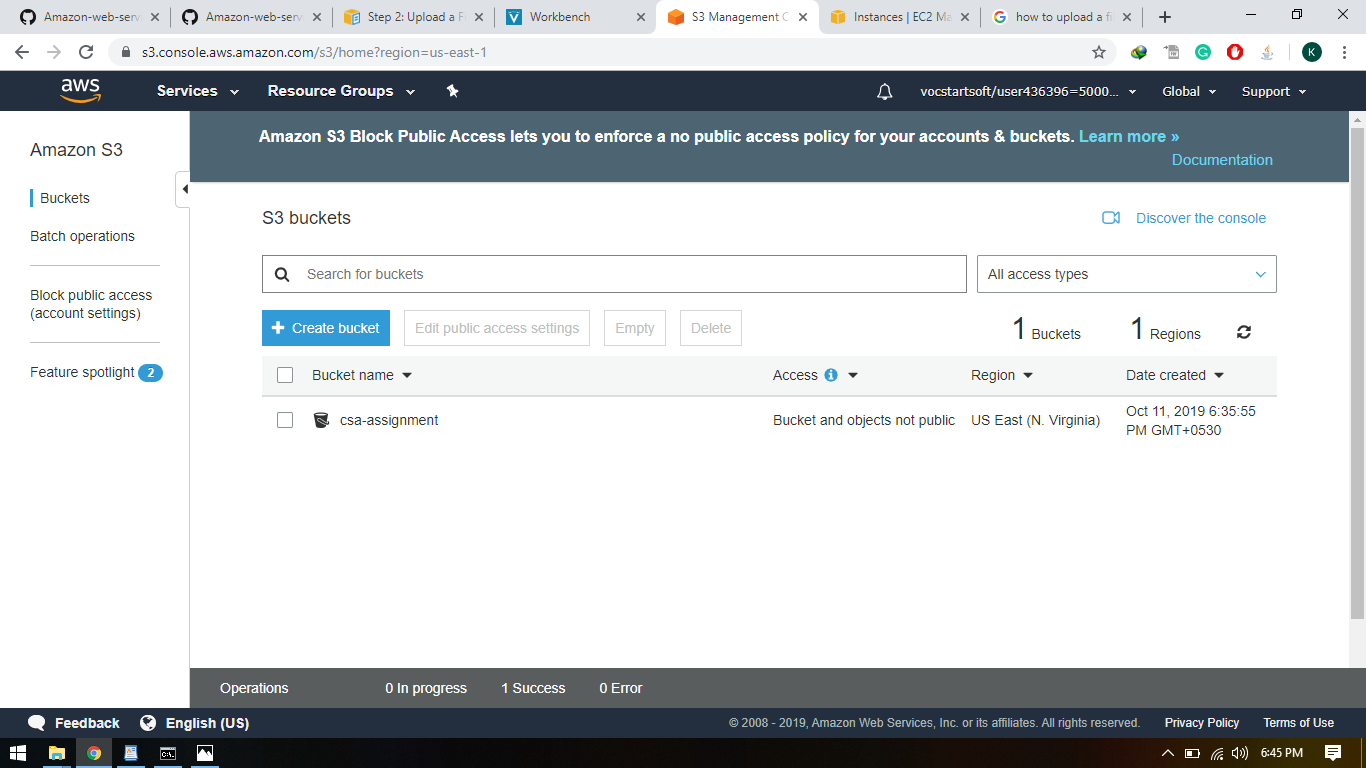 Amazon-web-serv
Amazon-web-serv
Step 2: Upload a F
Workbench
S3 Management C
Instances | EC2 Ma
how to upload a fi
s3.console.aws.amazon.com/s3/home?region=us-east-1
K
aws
Services
Resource Groups
vocstartsoft/user436396=5000...
Global
Support
Amazon S3
Buckets
Batch operations
Block public access
(account settings)
Feature spotlight 2
Amazon S3 Block Public Access lets you to enforce a no public access policy for your accounts & buckets. Learn more »
Documentation
S3 buckets
Discover the console
Search for buckets
All access types
+ Create bucket
Edit public access settings
Empty
Delete
1 Buckets
1 Regions
Bucket name
Access
Region
Date created
csa-assignment
Bucket and objects not public
US East (N. Virginia)
Oct 11, 2019 6:35:55
PM GMT+0530
Operations
0 In progress
1 Success
0 Error
Feedback
English (US)
© 2008 - 2019, Amazon Web Services, Inc. or its affiliates. All rights reserved.
Privacy Policy
Terms of Use
6:45 PM